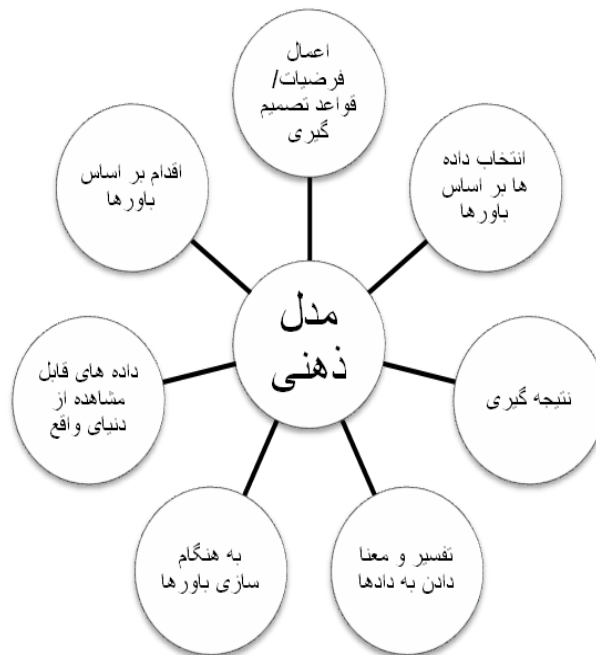 اعمال
فرضیات/
قواعد تصمیم
گیری
انتخاب داده
ها بر اساس
باورها
نتیجه گیری
تفسیر و معنا
دادن به دادها
به هنگام
سازی باورها
داده های قابل
مشاهده از
دنیای واقع
اقدام بر اساس
باورها
مدل
ذهنی